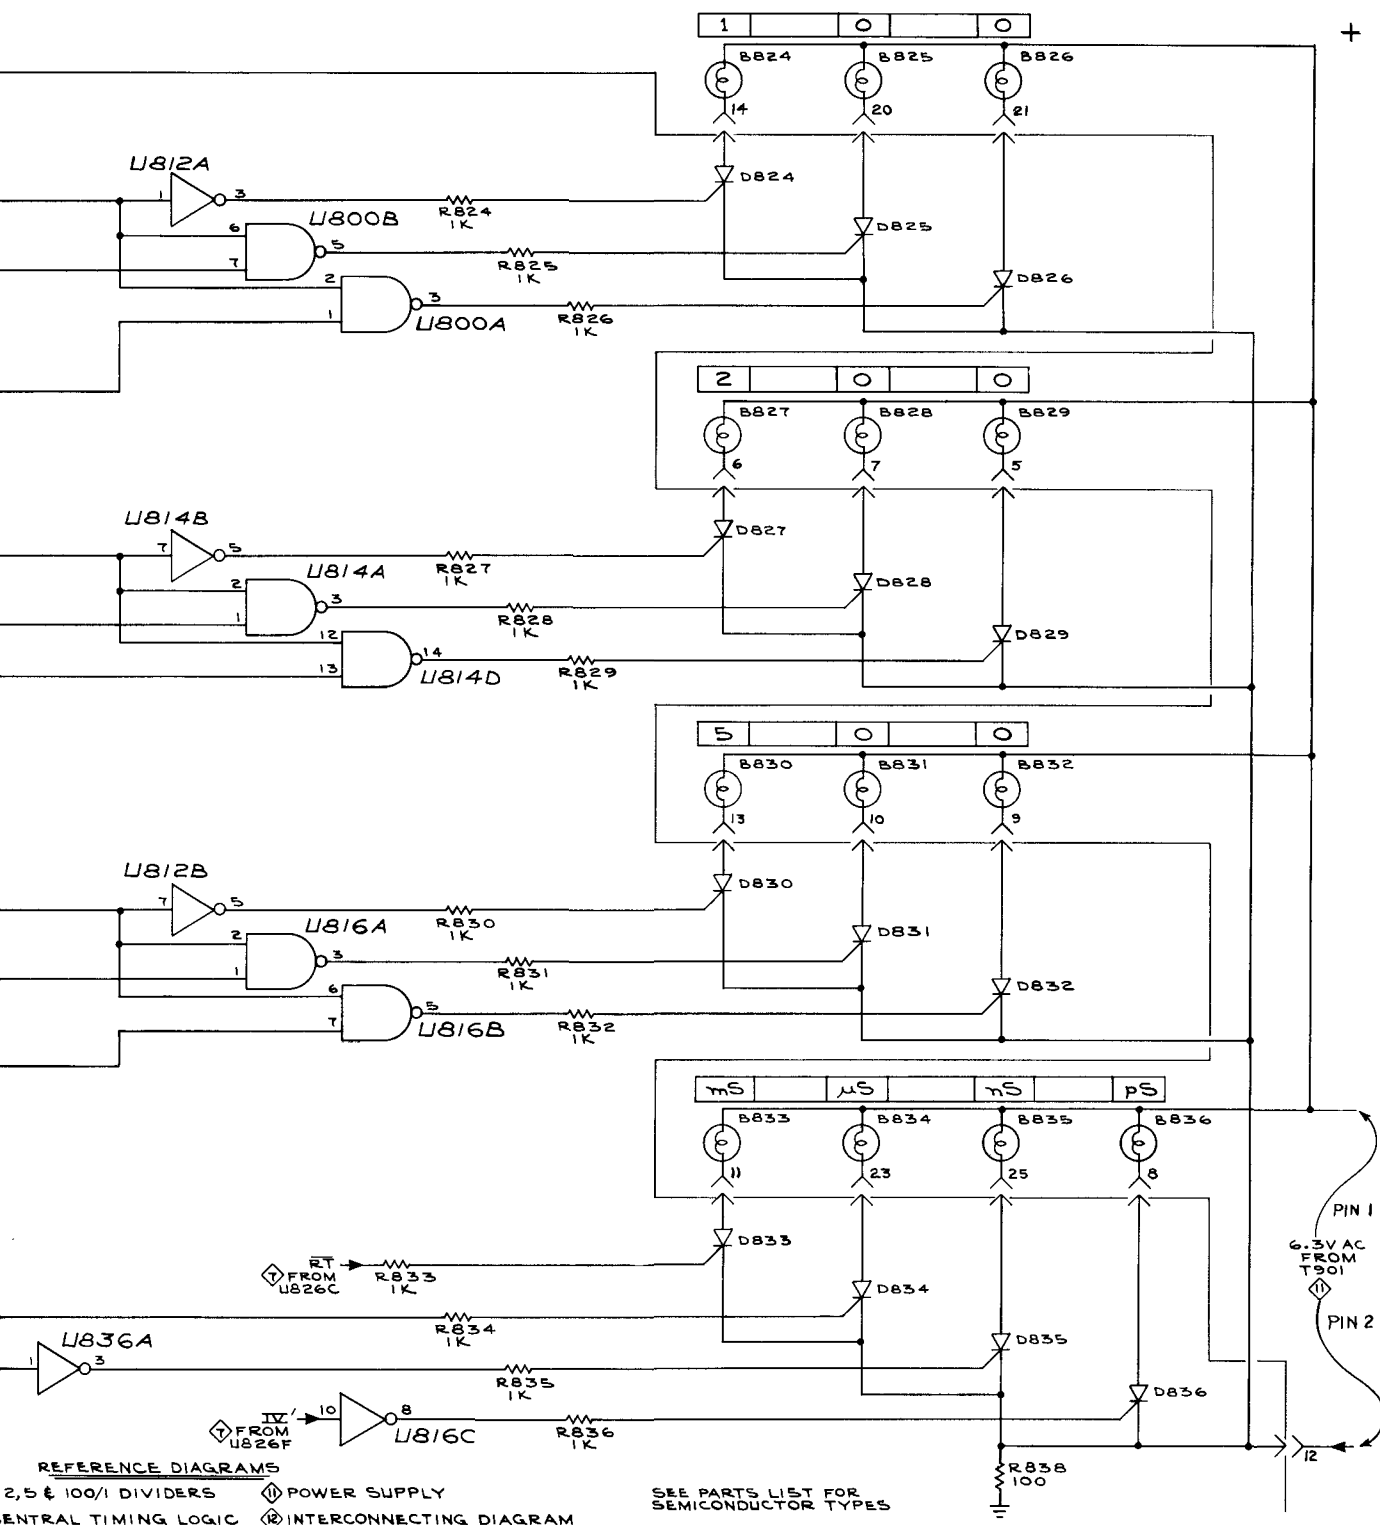 1 0 0
+
B824 B825 B826
14 20 21
U812A
D824
1 3
R824
1K
U800B
6 7 5
D825
R825
1K
2 1 3
U800A
D826
R826
1K
2 0 0
B827 B828 B829
6 7 5
U814B
D827
7 5
R827
1K
U814A
2 1 3
D828
R828
1K
12 13 14
U814D
D829
R829
1K
5 0 0
B830 B831 B832
13 10 9
U812B
D830
7 5
R830
1K
U816A
2 1 3
D831
R831
1K
6 7 5
U816B
D832
R832
1K
mS µS nS pS
B833 B834 B835 B836
11 23 25 8
PIN 1
D833
RT
7 FROM
U826C
R833
1K
6.3V AC
FROM
T901
11
PIN 2
D834
R834
1K
U836A
1 3
D835
R835
1K
D836
IV'
7 FROM
U826F
10 8
U816C
R836
1K
12
R838
100
REFERENCE DIAGRAMS
2,5 & 100/1 DIVIDERS 11 POWER SUPPLY
CENTRAL TIMING LOGIC 12 INTERCONNECTING DIAGRAM
SEE PARTS LIST FOR
SEMICONDUCTOR TYPES